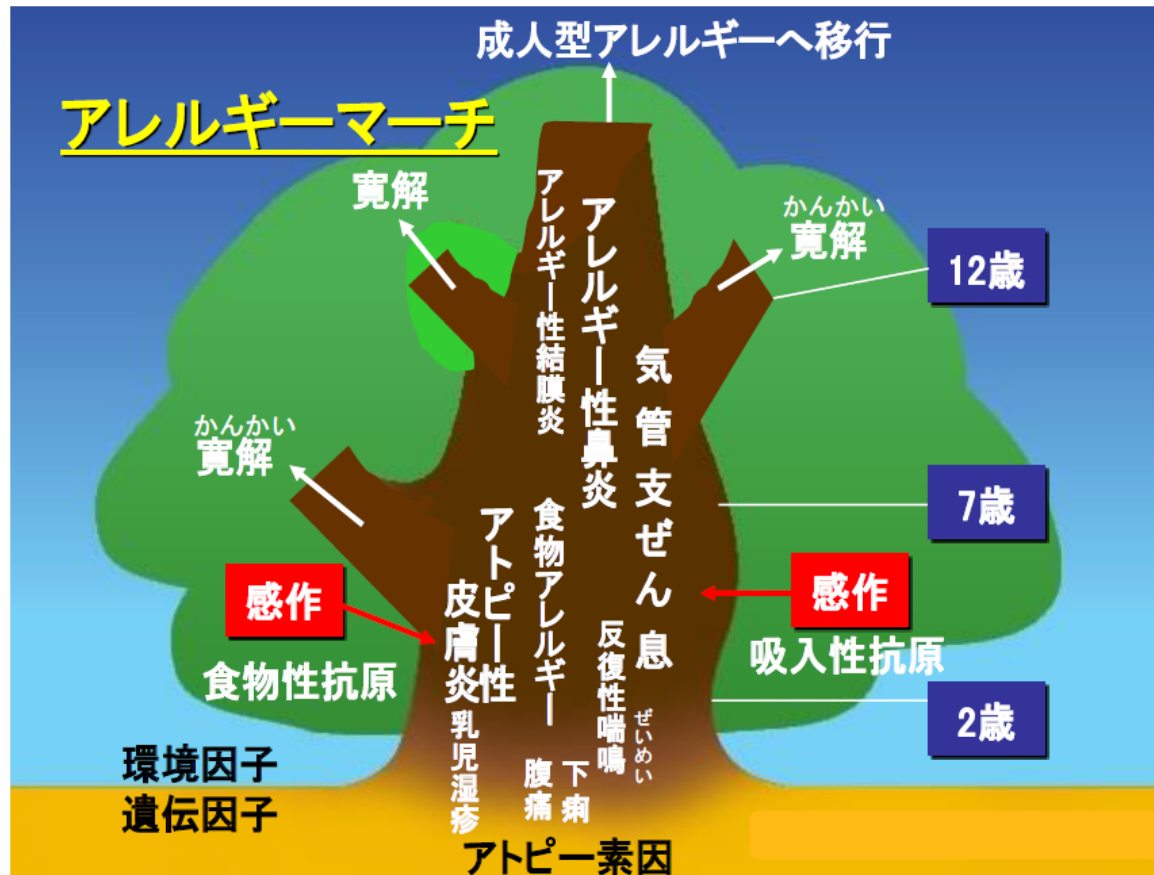 成人型アレルギーへ移行
アレルギーマーチ
寛解
かんかい
寛解
12歳
アレルギー性結膜炎
アレルギー性鼻炎
気管支ぜん息
かんかい
寛解
7歳
アトピー性
皮膚炎
食物アレルギー
感作
食物性抗原
感作
吸入性抗原
反復性喘鳴
ぜいめい
2歳
乳児湿疹
腹痛
下痢
環境因子
遺伝因子
アトピー素因